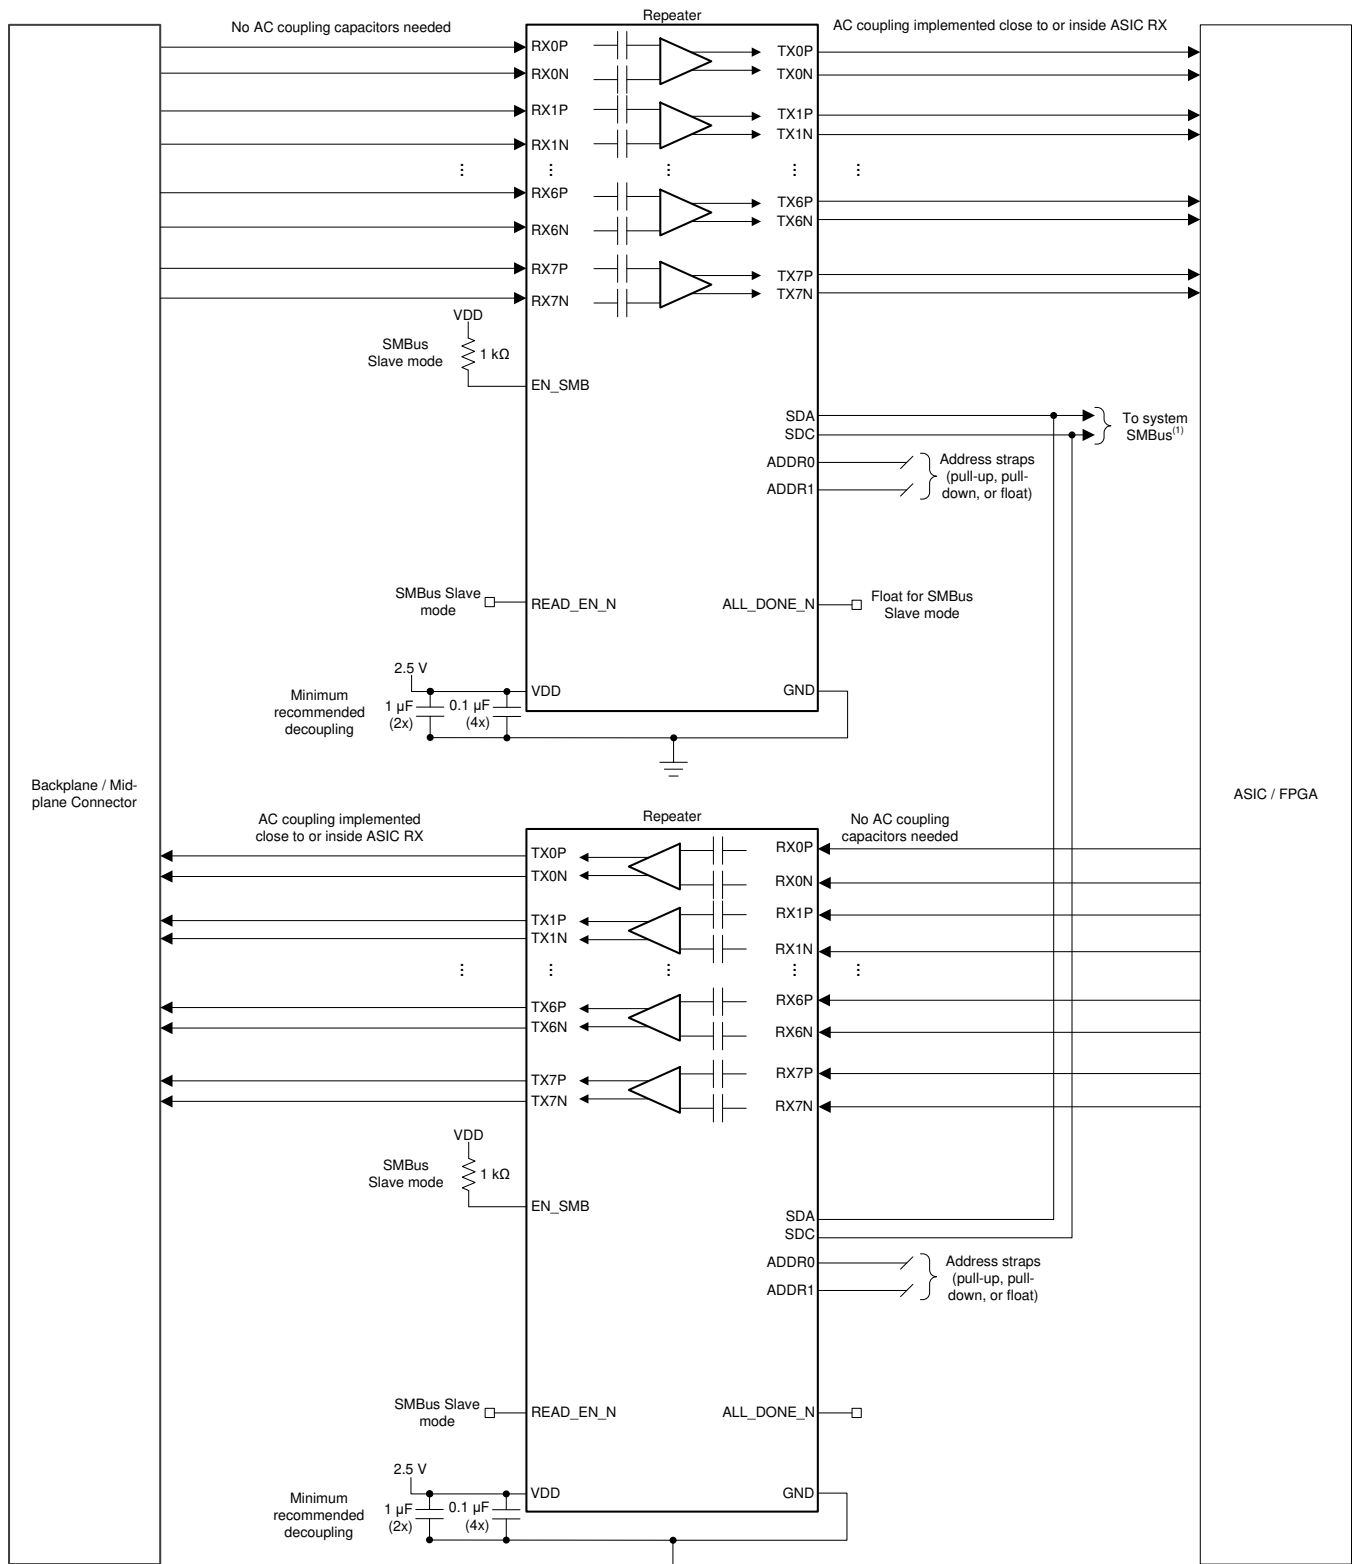 Repeater
No AC coupling capacitors needed
AC coupling implemented close to or inside ASIC RX
RX0P
TX0P
RX0N
TX0N
RX1P
TX1P
RX1N
TX1N
⋮ ⋮ ⋮ ⋮ ⋮
RX6P
TX6P
RX6N
TX6N
RX7P
TX7P
RX7N
TX7N
VDD
SMBus
Slave mode
1 kΩ
EN_SMB
SDA
SDC
To system
SMBus(1)
ADDR0
ADDR1
Address straps
(pull-up, pull-
down, or float)
SMBus Slave
mode
READ_EN_N
ALL_DONE_N
Float for SMBus
Slave mode
2.5 V
VDD
GND
Minimum
recommended
decoupling
1 µF
(2x)
0.1 µF
(4x)
Backplane / Mid-
plane Connector
ASIC / FPGA
Repeater
AC coupling implemented
close to or inside ASIC RX
No AC coupling
capacitors needed
TX0P
RX0P
TX0N
RX0N
TX1P
RX1P
TX1N
RX1N
⋮ ⋮ ⋮ ⋮ ⋮
TX6P
RX6P
TX6N
RX6N
TX7P
RX7P
TX7N
RX7N
VDD
SMBus
Slave mode
1 kΩ
EN_SMB
SDA
SDC
ADDR0
ADDR1
Address straps
(pull-up, pull-
down, or float)
SMBus Slave
mode
READ_EN_N
ALL_DONE_N
2.5 V
VDD
GND
Minimum
recommended
decoupling
1 µF
(2x)
0.1 µF
(4x)